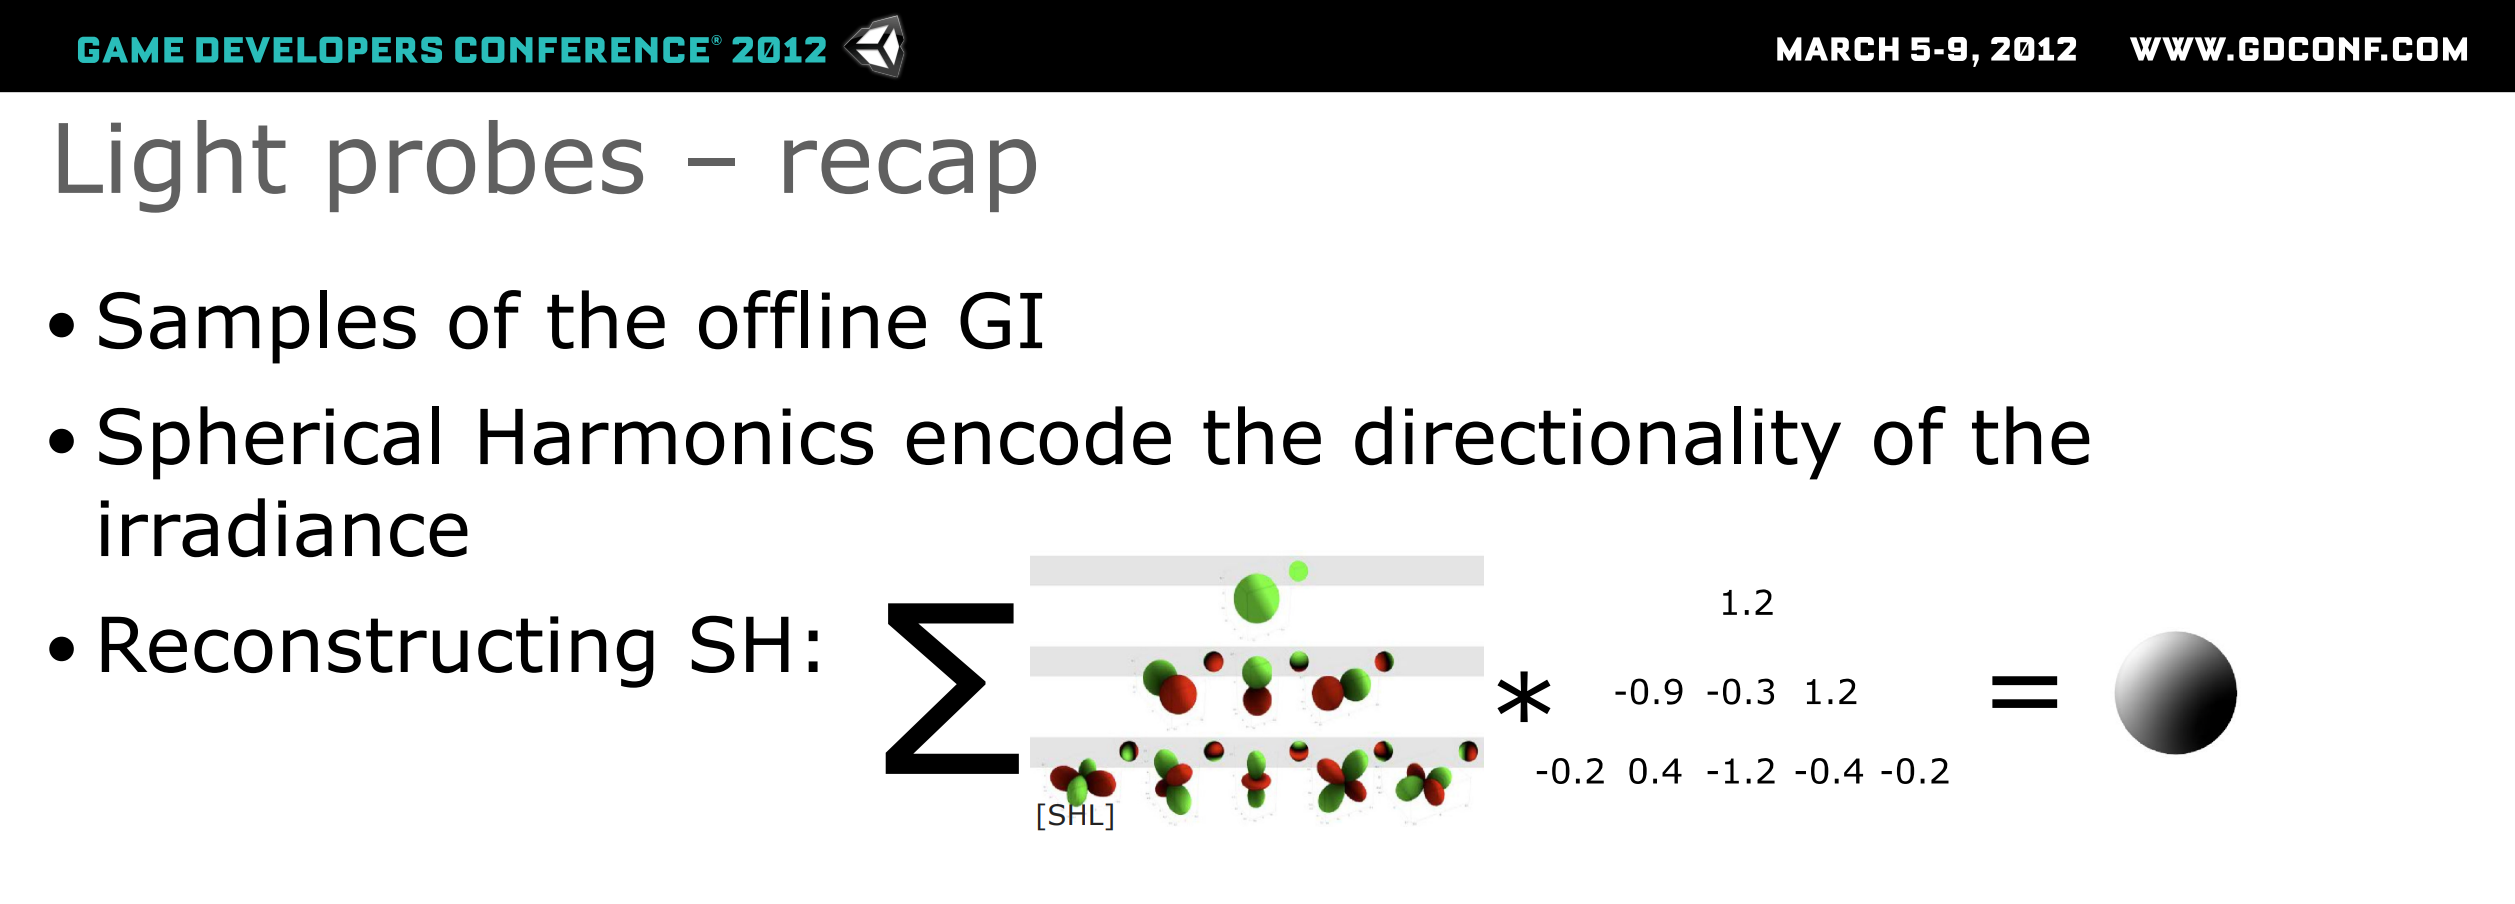 GAME DEVELOPERS CONFERENCE® 2012
MARCH 5-9, 2012 WWW.GDCONF.COM
Light probes – recap
• Samples of the offline GI
• Spherical Harmonics encode the directionality of the
irradiance
• Reconstructing SH:
∑
[SHL]
*
1.2
-0.9 -0.3 1.2
-0.2 0.4 -1.2 -0.4 -0.2
=